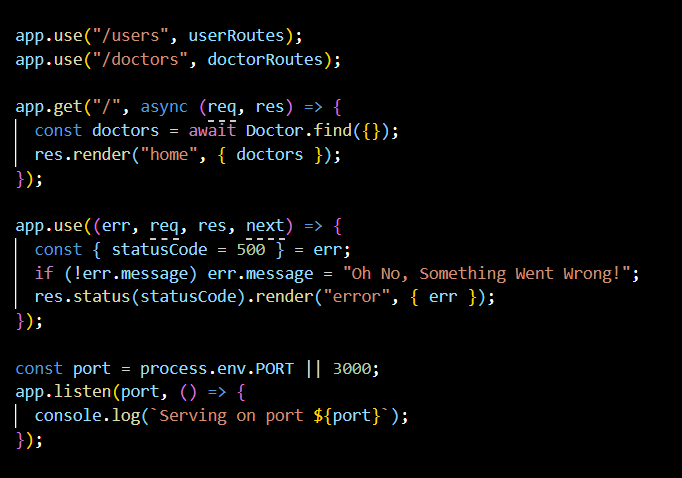 app.use("/users", userRoutes);
app.use("/doctors", doctorRoutes);
app.get("/", async (req, res) => {
const doctors = await Doctor.find({});
res.render("home", { doctors });
});
app.use((err, req, res, next) => {
const { statusCode = 500 } = err;
if (!err.message) err.message = "Oh No, Something Went Wrong!";
res.status(statusCode).render("error", { err });
});
const port = process.env.PORT || 3000;
app.listen(port, () => {
console.log(`Serving on port ${port}`);
});